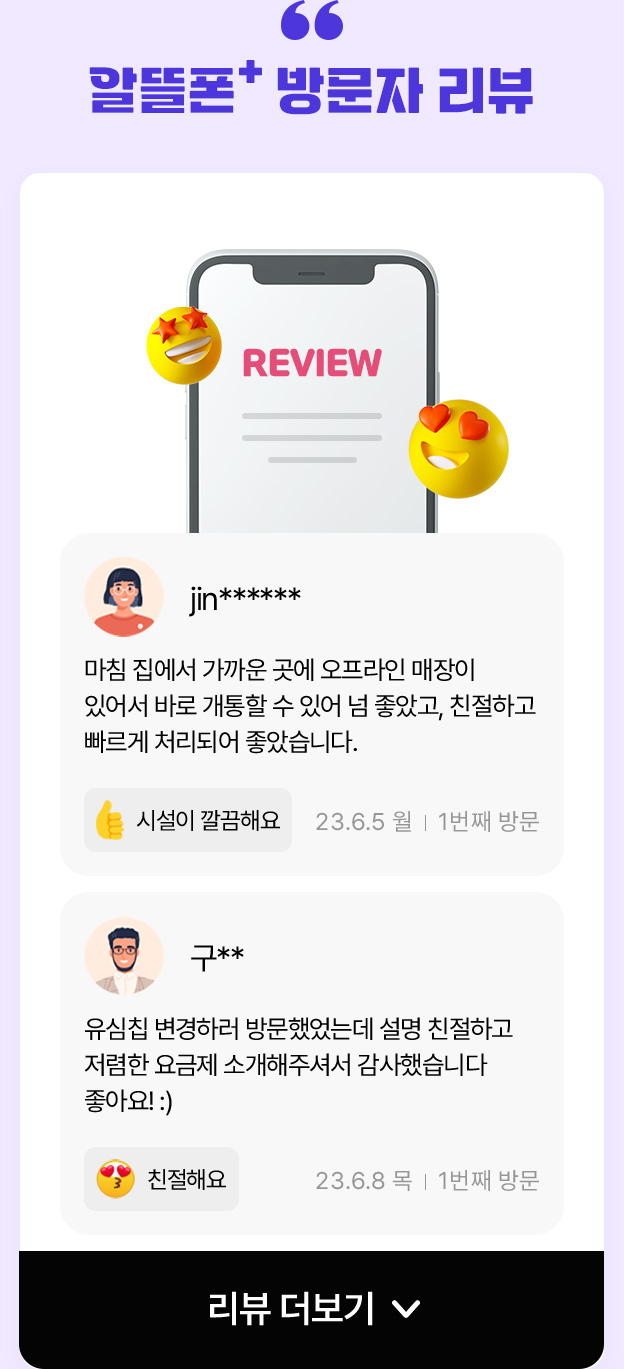 알뜰폰+ 방문자 리뷰
REVIEW
jin******
마침 집에서 가까운 곳에 오프라인 매장이
있어서 바로 개통할 수 있어 넘 좋았고, 친절하고
빠르게 처리되어 좋았습니다.
시설이 깔끔해요 23.6.5 월 | 1번째 방문
구**
유심칩 변경하러 방문했었는데 설명 친절하고
저렴한 요금제 소개해주셔서 감사했습니다
좋아요! :)
친절해요 23.6.8 목 | 1번째 방문
리뷰 더보기